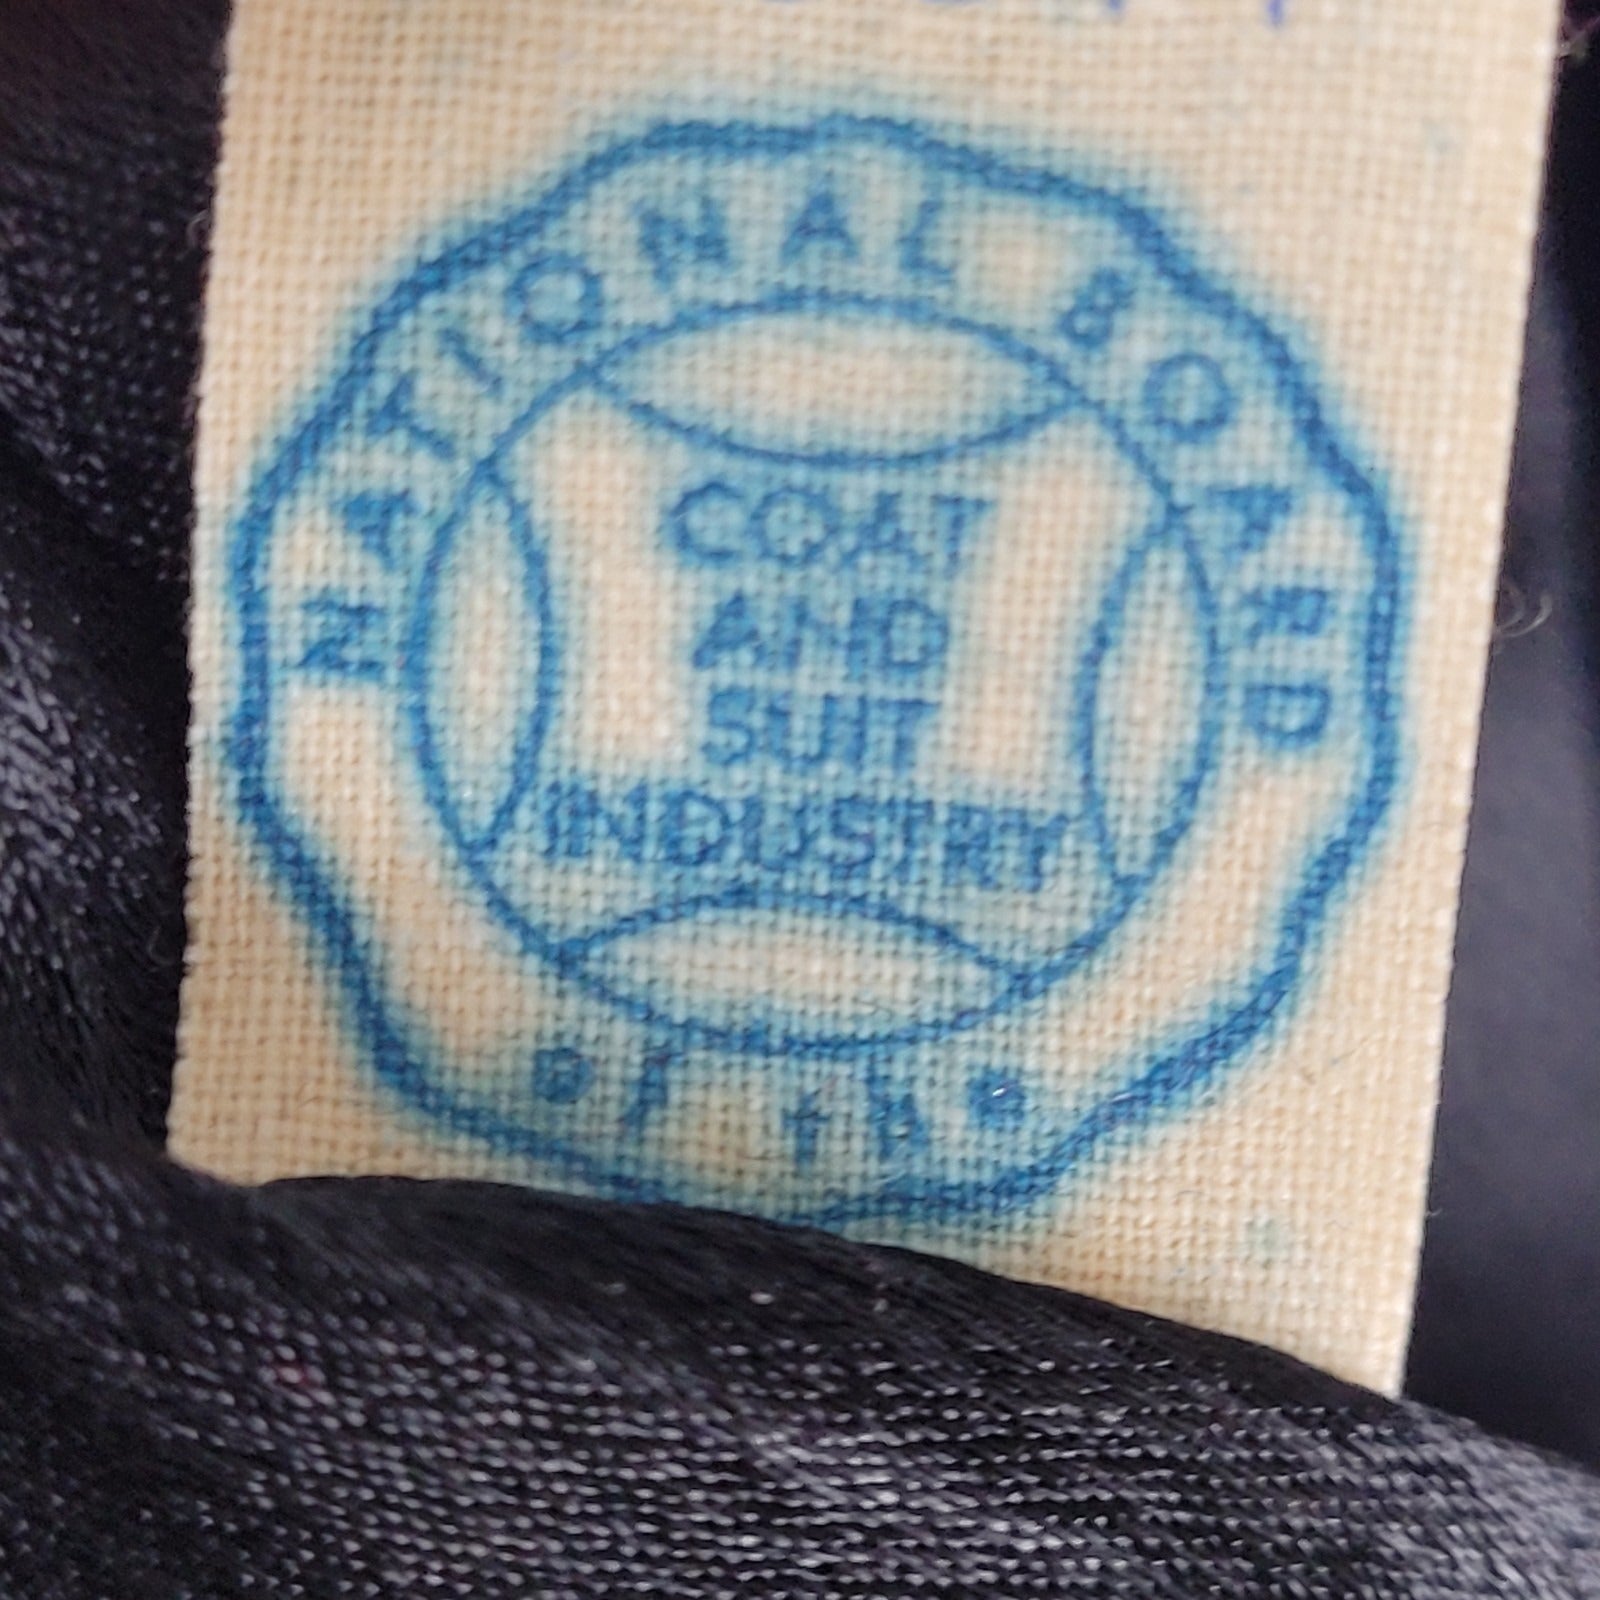 NATIONAL BOARD
COAT
AND
SUIT
INDUSTRY
OF THE